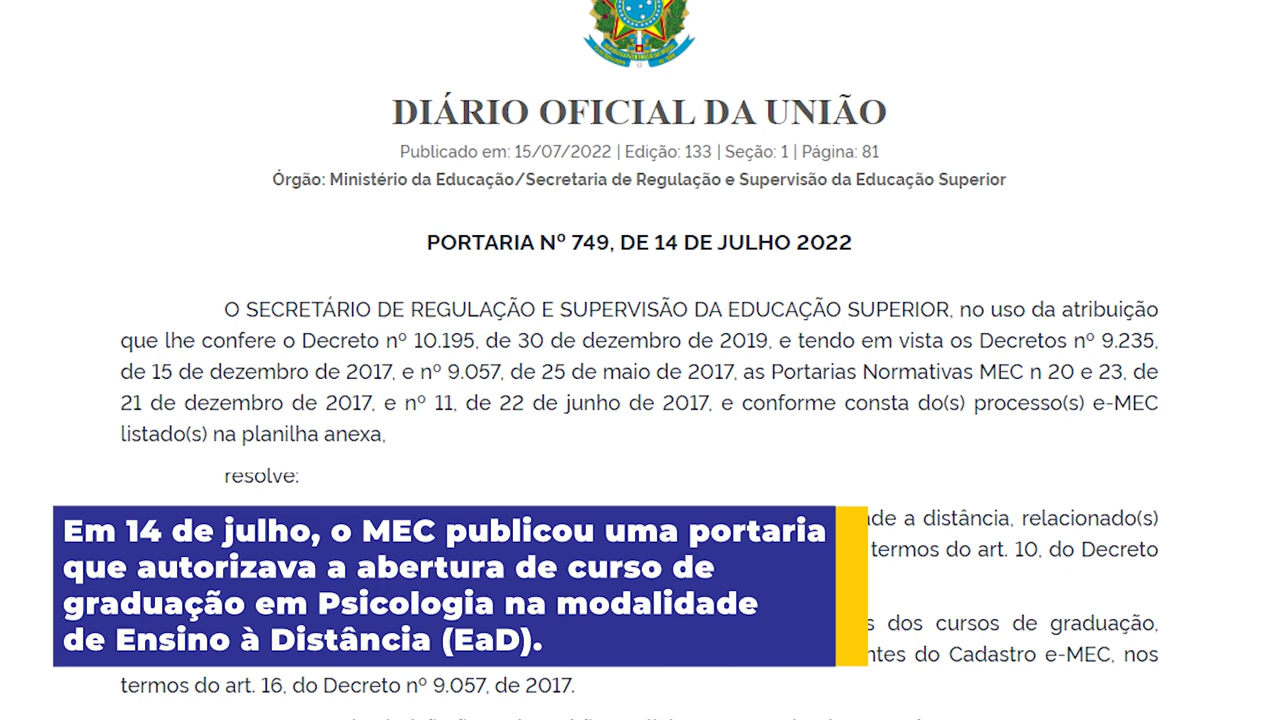 DIÁRIO OFICIAL DA UNIÃO
Publicado em: 15/07/2022 | Edição: 133 | Seção: 1 | Página: 81
Órgão: Ministério da Educação/Secretaria de Regulação e Supervisão da Educação Superior
PORTARIA Nº 749, DE 14 DE JULHO 2022
O SECRETÁRIO DE REGULAÇÃO E SUPERVISÃO DA EDUCAÇÃO SUPERIOR, no uso da atribuição
que lhe confere o Decreto nº 10.195, de 30 de dezembro de 2019, e tendo em vista os Decretos nº 9.235,
de 15 de dezembro de 2017, e nº 9.057, de 25 de maio de 2017, as Portarias Normativas MEC n 20 e 23, de
21 de dezembro de 2017, e nº 11, de 22 de junho de 2017, e conforme consta do(s) processo(s) e-MEC
listado(s) na planilha anexa,
resolve:
a distância, relacionado(s)
termos do art. 10, do Decreto
Em 14 de julho, o MEC publicou uma portaria
que autorizava a abertura de curso de
graduação em Psicologia na modalidade
de Ensino à Distância (EaD).
dos cursos de graduação,
do Cadastro e-MEC, nos
termos do art. 16, do Decreto nº 9.057, de 2017.